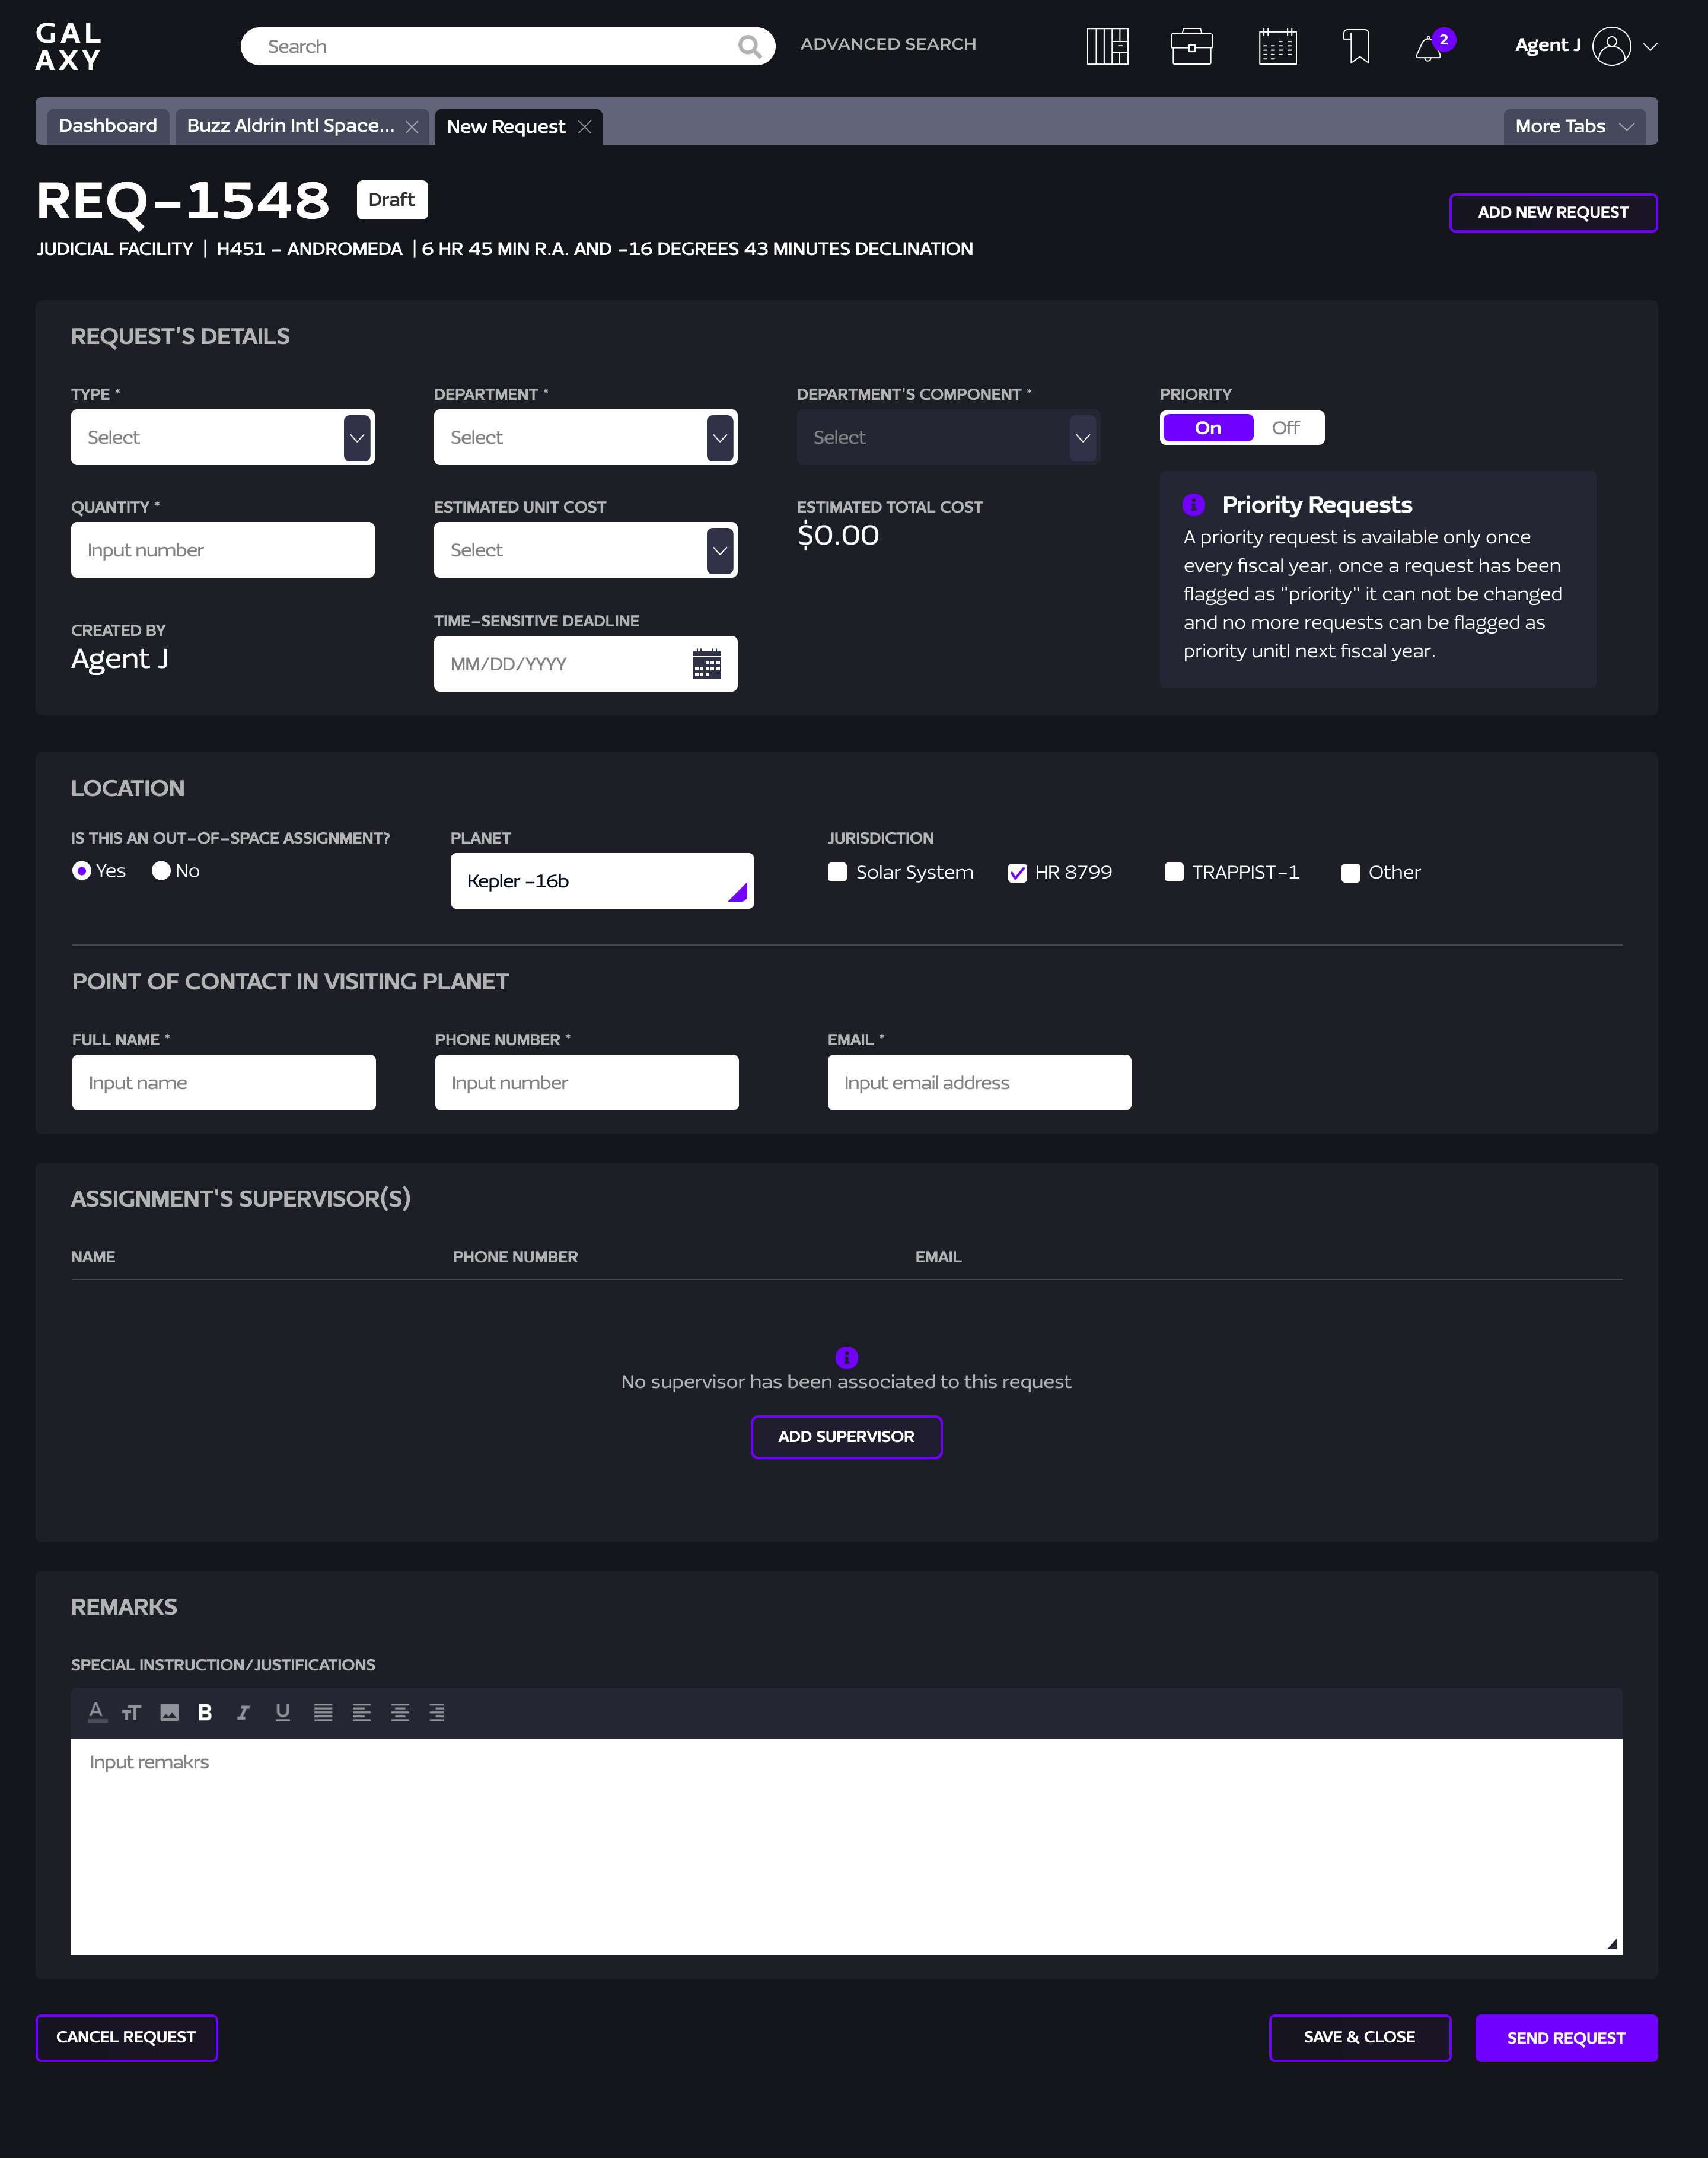 GAL
AXY
Search
ADVANCED SEARCH
2
Agent J
Dashboard
Buzz Aldrin Intl Space...
New Request
More Tabs
REQ-1548
Draft
ADD NEW REQUEST
JUDICIAL FACILITY | H451 - ANDROMEDA | 6 HR 45 MIN R.A. AND -16 DEGREES 43 MINUTES DECLINATION
REQUEST'S DETAILS
TYPE *
DEPARTMENT *
DEPARTMENT'S COMPONENT *
PRIORITY
Select
Select
Select
On
Off
QUANTITY *
ESTIMATED UNIT COST
ESTIMATED TOTAL COST
Input number
Select
$0.00
Priority Requests
A priority request is available only once
every fiscal year, once a request has been
flagged as "priority" it can not be changed
and no more requests can be flagged as
priority unitl next fiscal year.
CREATED BY
Agent J
TIME-SENSITIVE DEADLINE
MM/DD/YYYY
LOCATION
IS THIS AN OUT-OF-SPACE ASSIGNMENT?
PLANET
JURISDICTION
Yes
No
Kepler -16b
Solar System
HR 8799
TRAPPIST-1
Other
POINT OF CONTACT IN VISITING PLANET
FULL NAME *
PHONE NUMBER *
EMAIL *
Input name
Input number
Input email address
ASSIGNMENT'S SUPERVISOR(S)
NAME
PHONE NUMBER
EMAIL
No supervisor has been associated to this request
ADD SUPERVISOR
REMARKS
SPECIAL INSTRUCTION/JUSTIFICATIONS
Input remakrs
CANCEL REQUEST
SAVE & CLOSE
SEND REQUEST